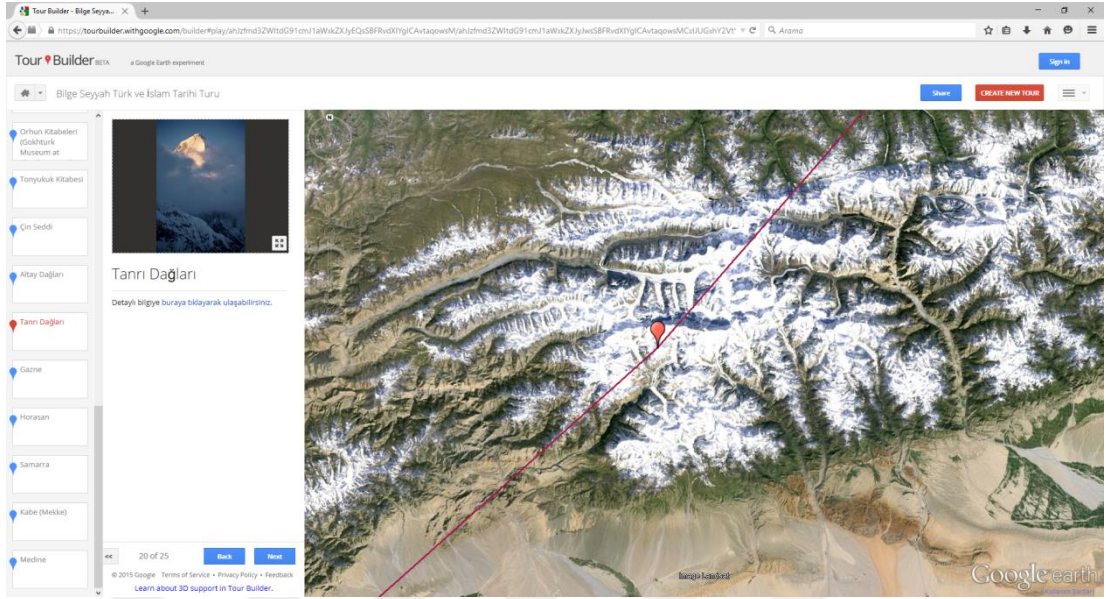 Tour Builder - Bilge Seyya...
https://tourbuilder.withgoogle.com/builder#play/
Arama
Tour Builder BETA a Google Earth experiment
Sign in
Bilge Seyyah Türk ve İslam Tarihi Turu
Share
CREATE NEW TOUR
Orhun Kitabeleri
(Gokhturk
Museum at
Tonyukuk Kitabesi
Çin Seddi
Altay Dağları
Tanrı Dağları
Gazne
Horasan
Samarra
Kabe (Mekke)
Medine
Tanrı Dağları
Detaylı bilgiye buraya tıklayarak ulaşabilirsiniz.
<< 20 of 25 Back Next
© 2015 Google Terms of Service • Privacy Policy • Feedback
Learn about 3D support in Tour Builder.
N
Image Landsat
Google earth